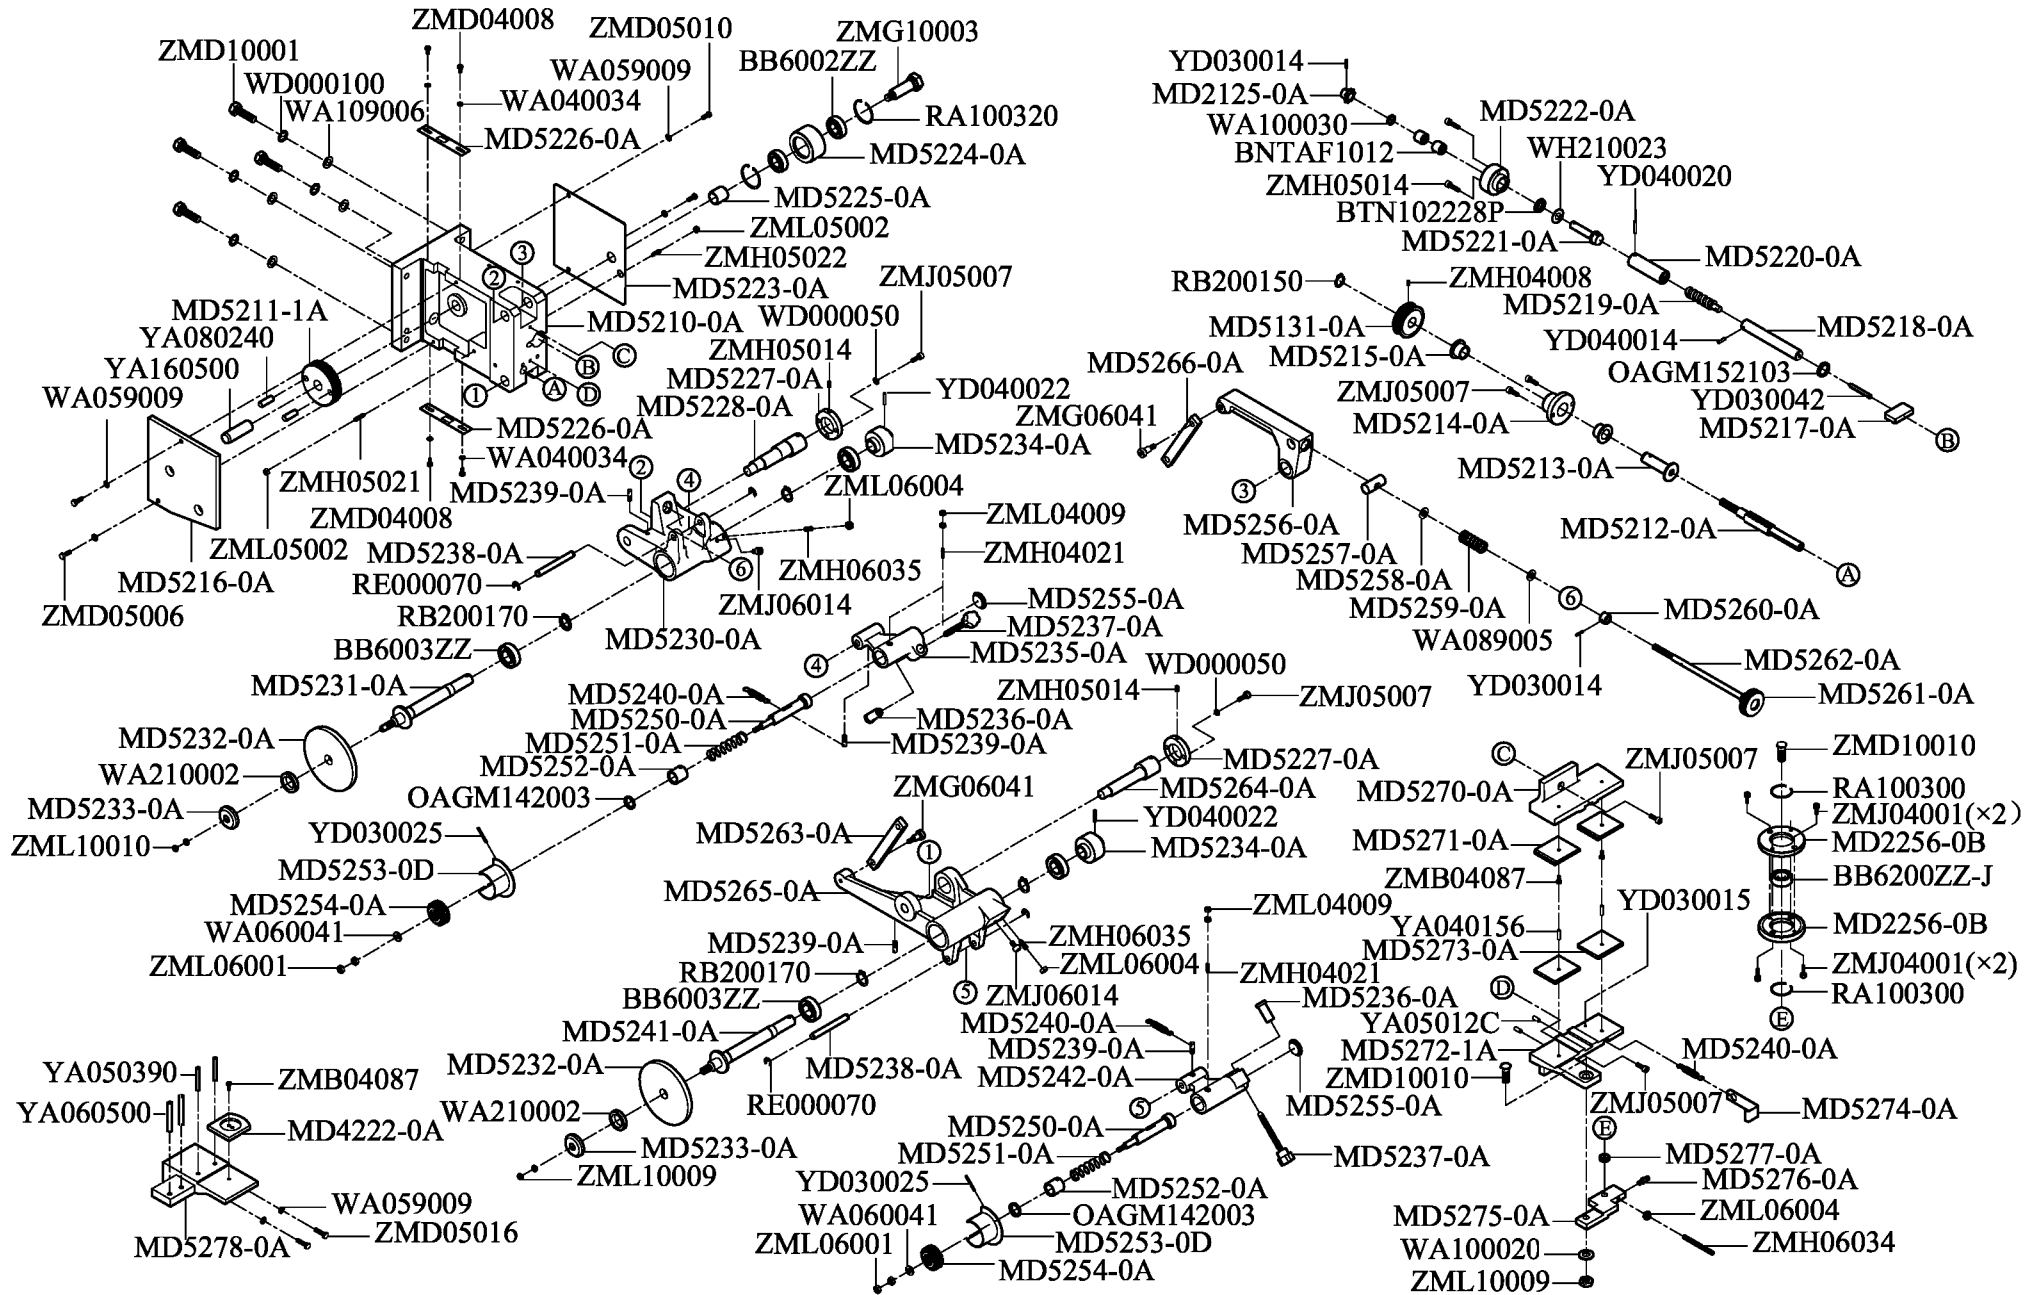 ZMD04008
ZMD10001
WD000100
WA109006
WA059009
ZMD05010
ZMG10003
BB6002ZZ
WA040034
MD5226-0A
RA100320
MD5224-0A
MD5225-0A
ZML05002
ZMH05022
MD5223-0A
ZMJ05007
MD5210-0A
WD000050
ZMH05014
MD5227-0A
MD5228-0A
YD040022
MD5234-0A
ZML06004
③
②
①
Ⓐ
Ⓑ
Ⓒ
Ⓓ
MD5211-1A
YA080240
YA160500
WA059009
MD5226-0A
WA040034
MD5239-0A
ZMH05021
ZMD04008
ZML05002
MD5216-0A
ZMD05006
②
④
⑥
MD5238-0A
RE000070
RB200170
MD5230-0A
ZMJ06014
ZMH06035
BB6003ZZ
MD5231-0A
MD5232-0A
WA210002
MD5233-0A
ZML10010
ZML04009
ZMH04021
MD5255-0A
MD5237-0A
MD5235-0A
④
MD5240-0A
MD5250-0A
MD5251-0A
MD5252-0A
OAGM142003
MD5236-0A
MD5239-0A
YD030025
MD5253-0D
MD5254-0A
WA060041
ZML06001
YD030014
MD2125-0A
WA100030
BNTAF1012
ZMH05014
BTN102228P
MD5222-0A
WH210023
YD040020
MD5221-0A
MD5220-0A
RB200150
ZMH04008
MD5219-0A
MD5131-0A
MD5218-0A
MD5215-0A
YD040014
OAGM152103
ZMJ05007
YD030042
MD5214-0A
MD5217-0A
Ⓑ
MD5213-0A
MD5212-0A
Ⓐ
MD5266-0A
ZMG06041
③
MD5256-0A
MD5257-0A
MD5258-0A
MD5259-0A
WA089005
⑥
MD5260-0A
YD030014
MD5262-0A
MD5261-0A
WD000050
ZMH05014
ZMJ05007
MD5227-0A
MD5264-0A
YD040022
MD5234-0A
ZMG06041
MD5263-0A
①
MD5265-0A
MD5239-0A
RB200170
BB6003ZZ
MD5241-0A
MD5232-0A
WA210002
MD5233-0A
ZML10009
MD5238-0A
RE000070
⑤
ZMH06035
ZML06004
ZMJ06014
ZML04009
ZMH04021
MD5236-0A
MD5240-0A
MD5239-0A
MD5242-0A
⑤
MD5255-0A
MD5237-0A
MD5250-0A
MD5251-0A
MD5252-0A
OAGM142003
YD030025
WA060041
ZML06001
MD5253-0D
MD5254-0A
YA050390
ZMB04087
YA060500
MD4222-0A
WA059009
ZMD05016
MD5278-0A
Ⓒ
ZMJ05007
MD5270-0A
MD5271-0A
ZMB04087
YA040156
MD5273-0A
YD030015
Ⓓ
YA05012C
MD5272-1A
ZMD10010
MD5240-0A
ZMJ05007
MD5274-0A
Ⓔ
MD5277-0A
MD5276-0A
MD5275-0A
ZML06004
WA100020
ZMH06034
ZML10009
ZMD10010
RA100300
ZMJ04001(×2)
MD2256-0B
BB6200ZZ-J
MD2256-0B
ZMJ04001(×2)
RA100300
Ⓔ